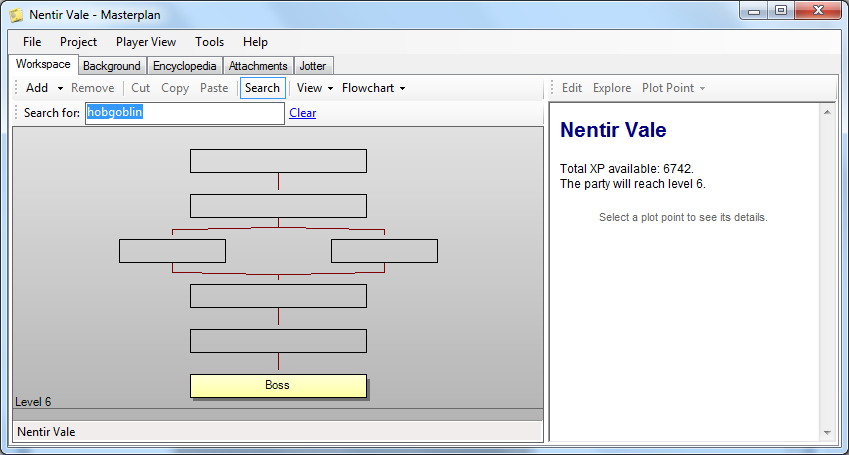 Nentir Vale - Masterplan
File Project Player View Tools Help
Workspace Background Encyclopedia Attachments Jotter
Add Remove Cut Copy Paste Search View Flowchart
Edit Explore Plot Point
Search for: hobgoblin Clear
Nentir Vale
Total XP available: 6742.
The party will reach level 6.
Select a plot point to see its details.
Boss
Level 6
Nentir Vale